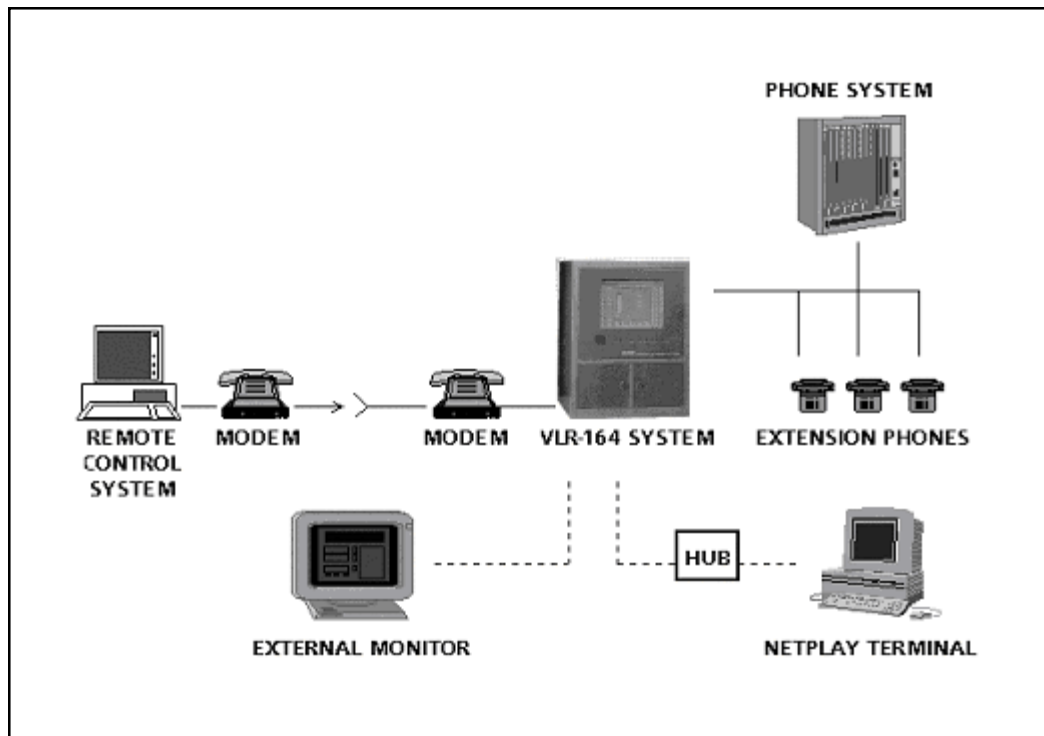 PHONE SYSTEM
REMOTE
CONTROL
SYSTEM
MODEM
MODEM
VLR-164 SYSTEM
EXTENSION PHONES
HUB
EXTERNAL MONITOR
NETPLAY TERMINAL